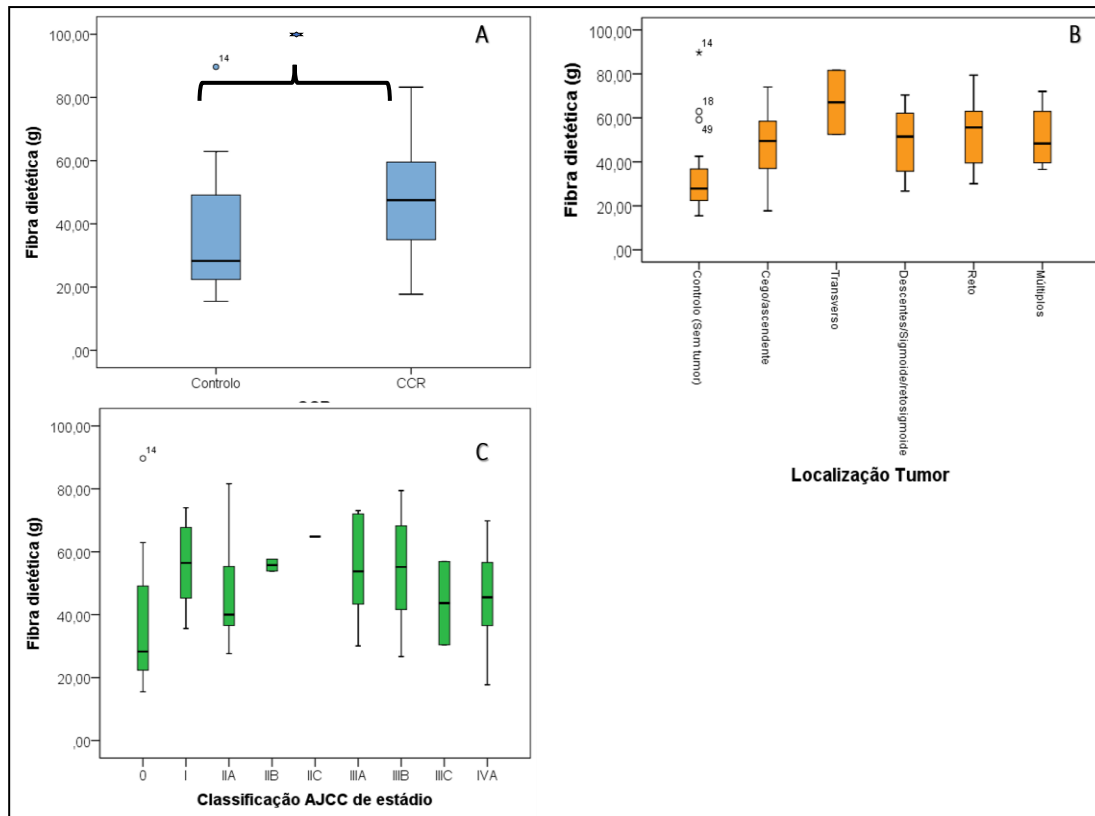 A
Fibra dietética (g)
100,00
80,00
60,00
40,00
20,00
,00
14
Controlo
CCR
B
Fibra dietética (g)
100,00
80,00
60,00
40,00
20,00
,00
14
18
49
Controlo (Sem tumor)
Cego/ascendente
Transverso
Descentes/Sigmoide/retosigmoide
Reto
Múltiplos
Localização Tumor
C
Fibra dietética (g)
100,00
80,00
60,00
40,00
20,00
,00
14
0 I IIA IIB IIC IIIA IIIB IIIC IVA
Classificação AJCC de estádio